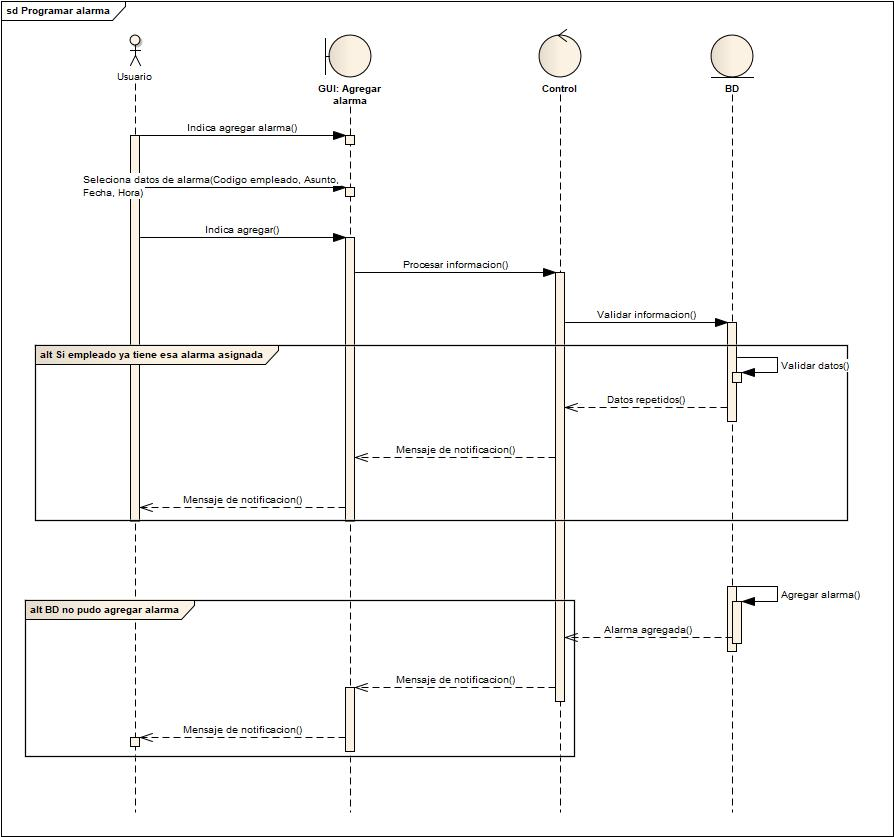 sd Programar alarma
Usuario
GUI: Agregar
alarma
Control
BD
Indica agregar alarma()
Seleciona datos de alarma(Codigo empleado, Asunto,
Fecha, Hora)
Indica agregar()
Procesar informacion()
Validar informacion()
alt Si empleado ya tiene esa alarma asignada
Validar datos()
Datos repetidos()
Mensaje de notificacion()
Mensaje de notificacion()
Agregar alarma()
alt BD no pudo agregar alarma
Alarma agregada()
Mensaje de notificacion()
Mensaje de notificacion()